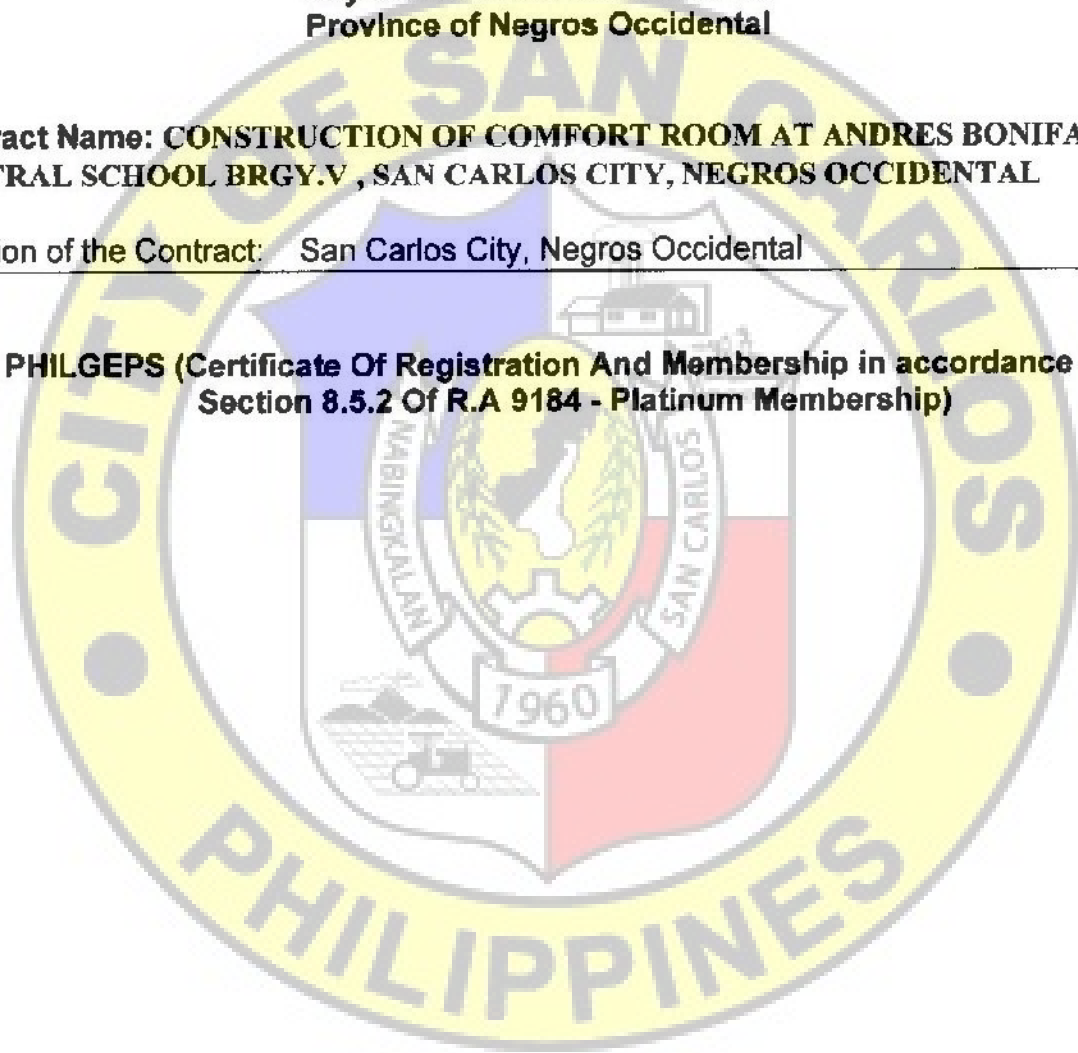 Province of Negros Occidental
ract Name: CONSTRUCTION OF COMFORT ROOM AT ANDRES BONIFA
TRAL SCHOOL BRGY.V , SAN CARLOS CITY, NEGROS OCCIDENTAL
ion of the Contract: San Carlos City, Negros Occidental
PHILGEPS (Certificate Of Registration And Membership in accordance
Section 8.5.2 Of R.A 9184 - Platinum Membership)
CITY OF SAN CARLOS
NABINGKALAN
SAN CARLOS
1960
PHILIPPINES